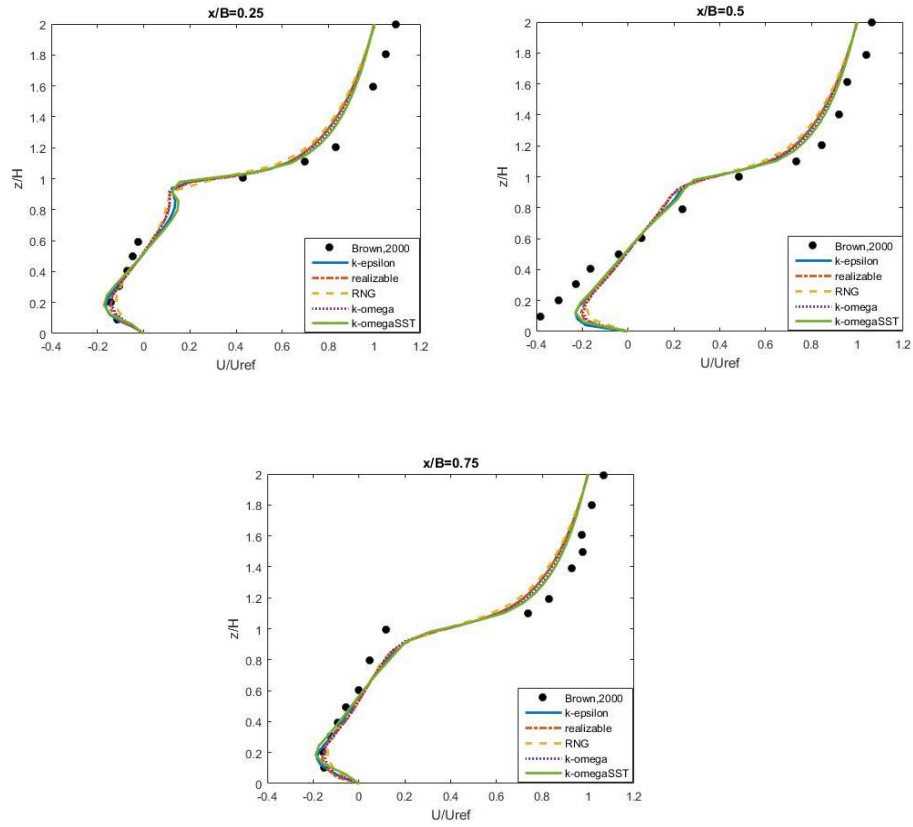 x/B=0.25
2
1.8
1.6
1.4
1.2
1
0.8
0.6
0.4
0.2
0
z/H
-0.4 -0.2 0 0.2 0.4 0.6 0.8 1 1.2
U/Uref
Brown,2000
k-epsilon
realizable
RNG
k-omega
k-omegaSST
x/B=0.5
2
1.8
1.6
1.4
1.2
1
0.8
0.6
0.4
0.2
0
z/H
-0.4 -0.2 0 0.2 0.4 0.6 0.8 1 1.2
U/Uref
Brown,2000
k-epsilon
realizable
RNG
k-omega
k-omegaSST
x/B=0.75
2
1.8
1.6
1.4
1.2
1
0.8
0.6
0.4
0.2
0
z/H
-0.4 -0.2 0 0.2 0.4 0.6 0.8 1 1.2
U/Uref
Brown,2000
k-epsilon
realizable
RNG
k-omega
k-omegaSST